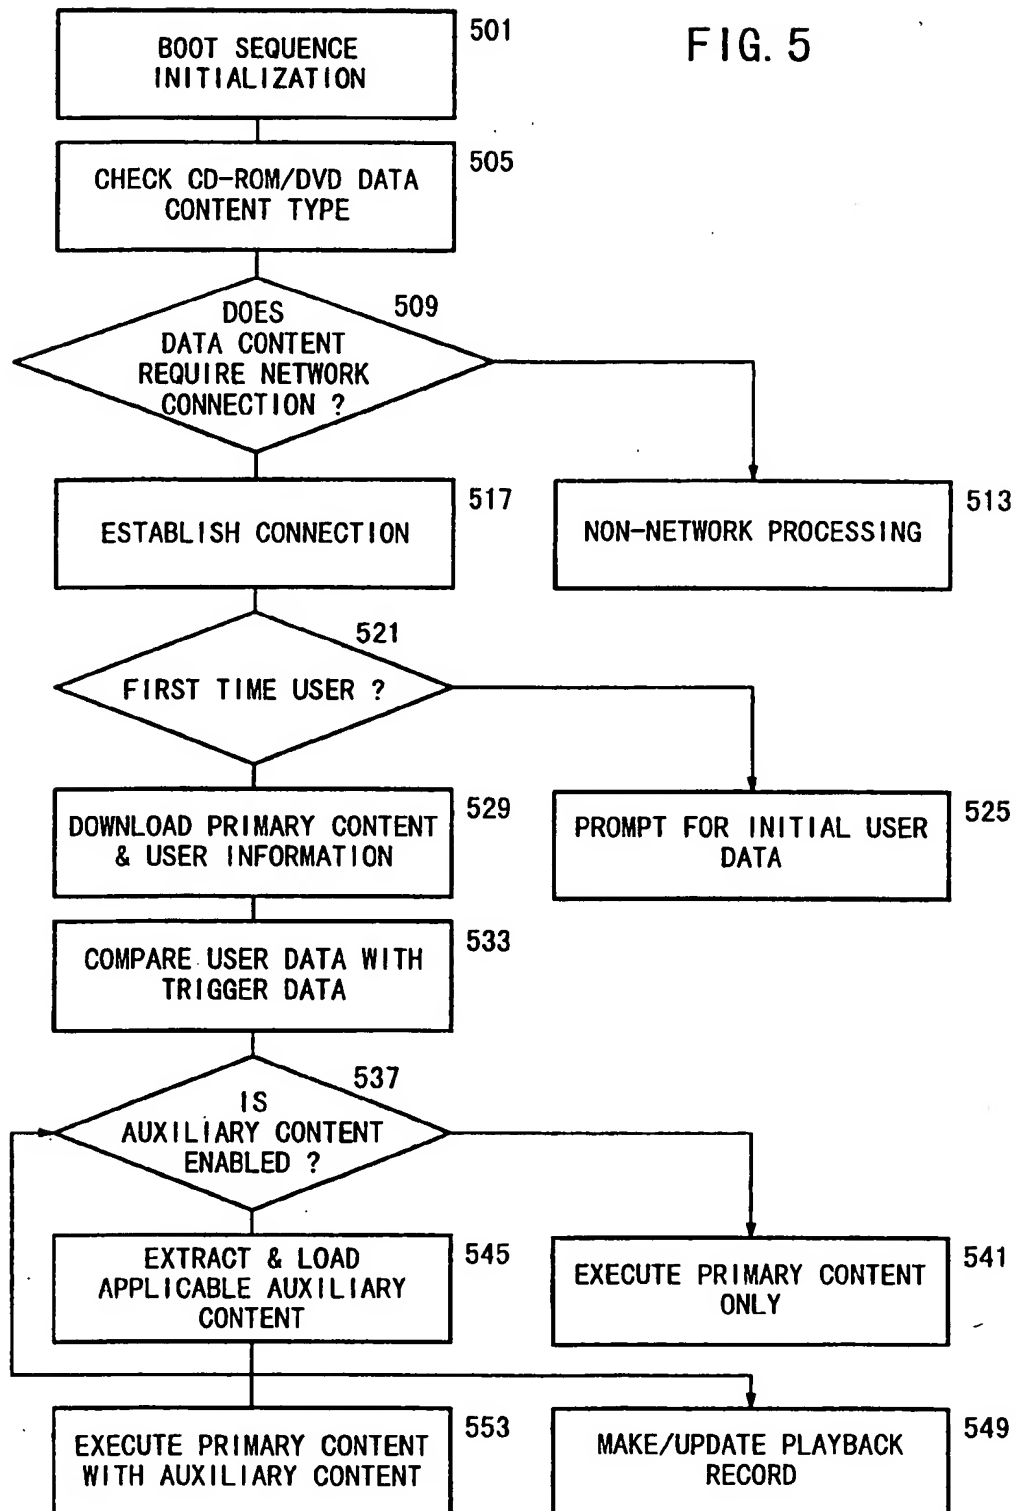 FIG. 5
BOOT SEQUENCE
INITIALIZATION
501
CHECK CD-ROM/DVD DATA
CONTENT TYPE
505
DOES
DATA CONTENT
REQUIRE NETWORK
CONNECTION ?
509
ESTABLISH CONNECTION
517
NON-NETWORK PROCESSING
513
FIRST TIME USER ?
521
DOWNLOAD PRIMARY CONTENT
& USER INFORMATION
529
PROMPT FOR INITIAL USER
DATA
525
COMPARE USER DATA WITH
TRIGGER DATA
533
IS
AUXILIARY CONTENT
ENABLED ?
537
EXTRACT & LOAD
APPLICABLE AUXILIARY
CONTENT
545
EXECUTE PRIMARY CONTENT
ONLY
541
EXECUTE PRIMARY CONTENT
WITH AUXILIARY CONTENT
553
MAKE/UPDATE PLAYBACK
RECORD
549